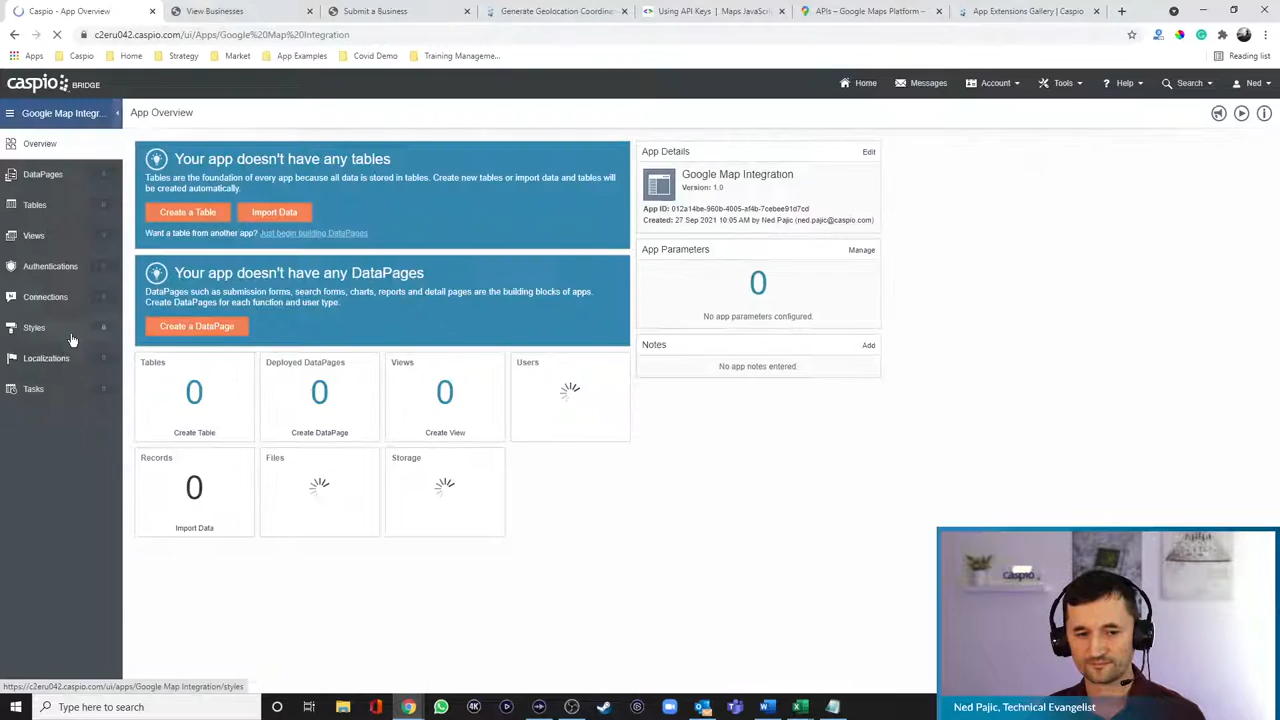 Caspio - App Overview
View Businesses
Submit a Business
Generate Geolocation Coordina
Using API Keys | Maps JavaScri
APIs – Google Maps Platform –
App Extensions Gallery | Caspio
c2eru042.caspio.com/ui/Apps/Google%20Map%20Integration
Apps
Caspio
Home
Strategy
Market
App Examples
Covid Demo
Training Manageme...
Reading list
caspio BRIDGE
Home
Messages
Account
Tools
? Help
Search
Ned
Google Map Integr...
App Overview
Overview
DataPages
Tables
Views
Authentications
Connections
Styles
Localizations
Tasks
Your app doesn't have any tables
Tables are the foundation of every app because all data is stored in tables. Create new tables or import data and tables will
be created automatically.
Create a Table
Import Data
Want a table from another app? Just begin building DataPages
Your app doesn't have any DataPages
DataPages such as submission forms, search forms, charts, reports and detail pages are the building blocks of apps.
Create DataPages for each function and user type.
Create a DataPage
Tables
0
Create Table
Deployed DataPages
0
Create DataPage
Views
0
Create View
Users
Records
0
Import Data
Files
Storage
App Details
Edit
Google Map Integration
Version: 1.0
App ID: 012a14be-960b-4005-af4b-7cebee91d7cd
Created: 27 Sep 2021 10:05 AM by Ned Pajic (ned.pajic@caspio.com)
App Parameters
Manage
0
No app parameters configured.
Notes
Add
No app notes entered.
caspio
Ned Pajic, Technical Evangelist
https://c2eru042.caspio.com/ui/apps/Google Map Integration/styles
Type here to search